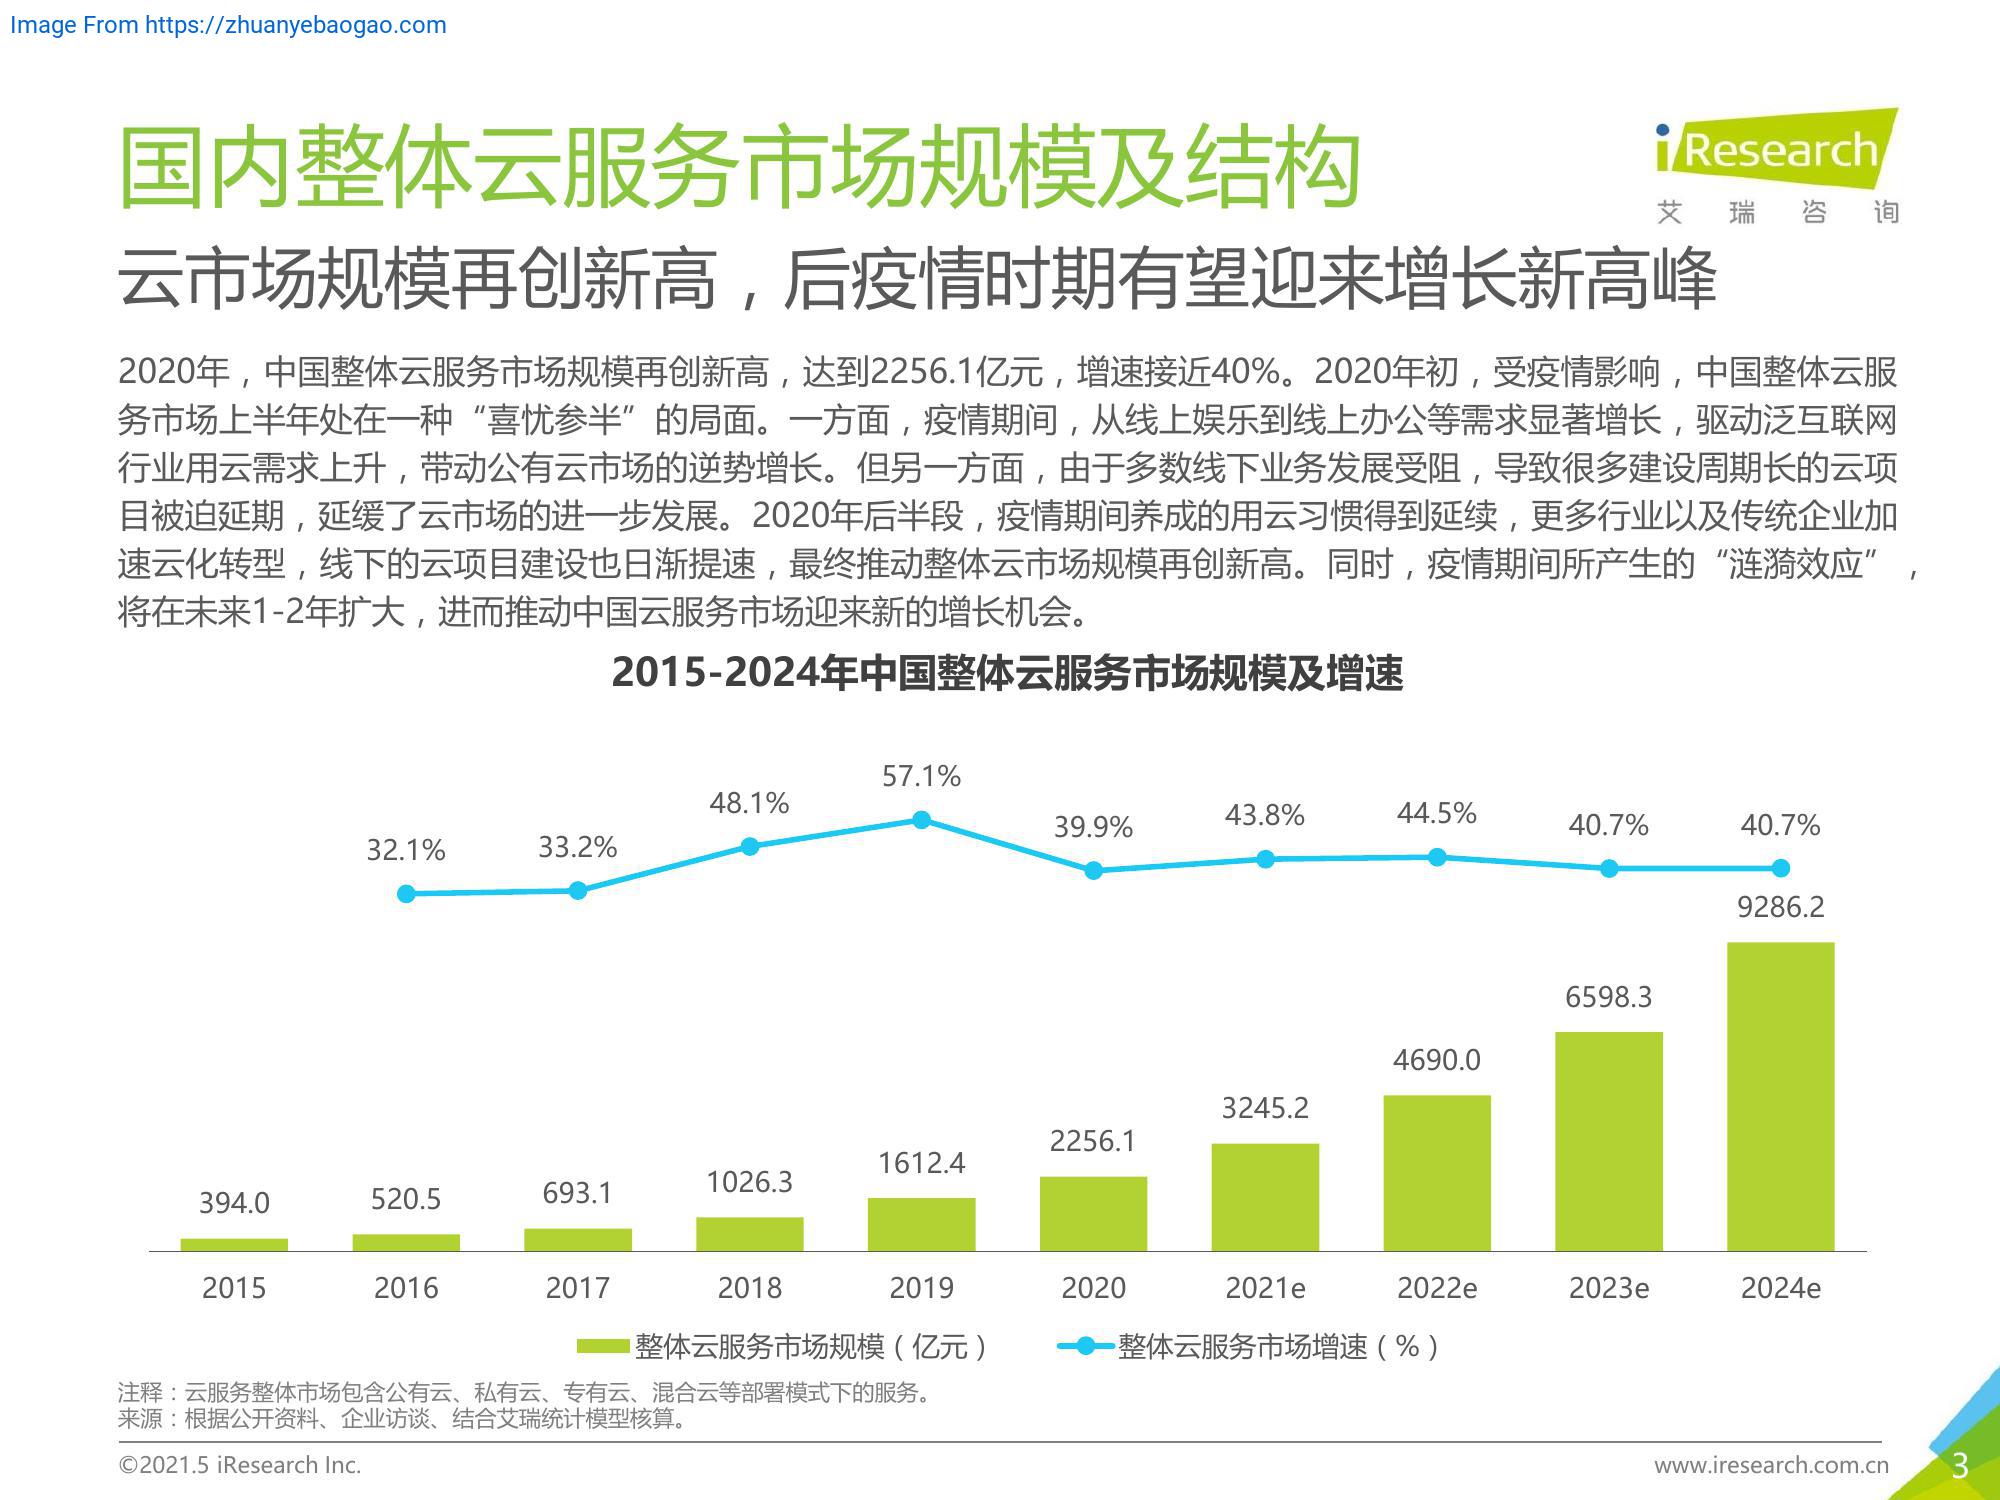 Image From https://zhuanyebaogao.com
国内整体云服务市场规模及结构
iResearch
艾瑞咨询
云市场规模再创新高，后疫情时期有望迎来增长新高峰
2020年，中国整体云服务市场规模再创新高，达到2256.1亿元，增速接近40%。2020年初，受疫情影响，中国整体云服
务市场上半年处在一种“喜忧参半”的局面。一方面，疫情期间，从线上娱乐到线上办公等需求显著增长，驱动泛互联网
行业用云需求上升，带动公有云市场的逆势增长。但另一方面，由于多数线下业务发展受阻，导致很多建设周期长的云项
目被迫延期，延缓了云市场的进一步发展。2020年后半段，疫情期间养成的用云习惯得到延续，更多行业以及传统企业加
速云化转型，线下的云项目建设也日渐提速，最终推动整体云市场规模再创新高。同时，疫情期间所产生的“涟漪效应”，
将在未来1-2年扩大，进而推动中国云服务市场迎来新的增长机会。
2015-2024年中国整体云服务市场规模及增速
32.1% 33.2% 48.1% 57.1% 39.9% 43.8% 44.5% 40.7% 40.7%
394.0 520.5 693.1 1026.3 1612.4 2256.1 3245.2 4690.0 6598.3 9286.2
2015 2016 2017 2018 2019 2020 2021e 2022e 2023e 2024e
整体云服务市场规模（亿元） 整体云服务市场增速（%）
注释：云服务整体市场包含公有云、私有云、专有云、混合云等部署模式下的服务。
来源：根据公开资料、企业访谈、结合艾瑞统计模型核算。
©2021.5 iResearch Inc.
www.iresearch.com.cn
3